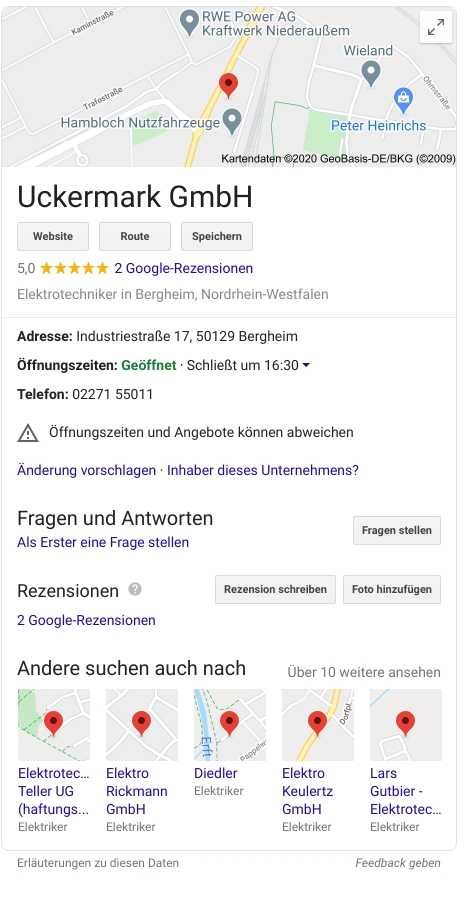 Kaminstraße
RWE Power AG
Kraftwerk Niederaußem
Wieland
Ohmstraße
Trafostraße
Hambloch Nutzfahrzeuge
Peter Heinrichs
Kartendaten ©2020 GeoBasis-DE/BKG (©2009)
Uckermark GmbH
Website Route Speichern
5,0 ★★★★★ 2 Google-Rezensionen
Elektrotechniker in Bergheim, Nordrhein-Westfalen
Adresse: Industriestraße 17, 50129 Bergheim
Öffnungszeiten: Geöffnet · Schließt um 16:30
Telefon: 02271 55011
Öffnungszeiten und Angebote können abweichen
Änderung vorschlagen · Inhaber dieses Unternehmens?
Fragen und Antworten
Fragen stellen
Als Erster eine Frage stellen
Rezensionen ? Rezension schreiben Foto hinzufügen
2 Google-Rezensionen
Andere suchen auch nach Über 10 weitere ansehen
Erft
Pappelw
Dorfpl.
Elektrotec...
Teller UG
(haftungs...
Elektriker
Elektro
Rickmann
GmbH
Elektriker
Diedler
Elektriker
Elektro
Keulertz
GmbH
Elektriker
Lars
Gutbier -
Elektrotec...
Elektriker
Erläuterungen zu diesen Daten Feedback geben